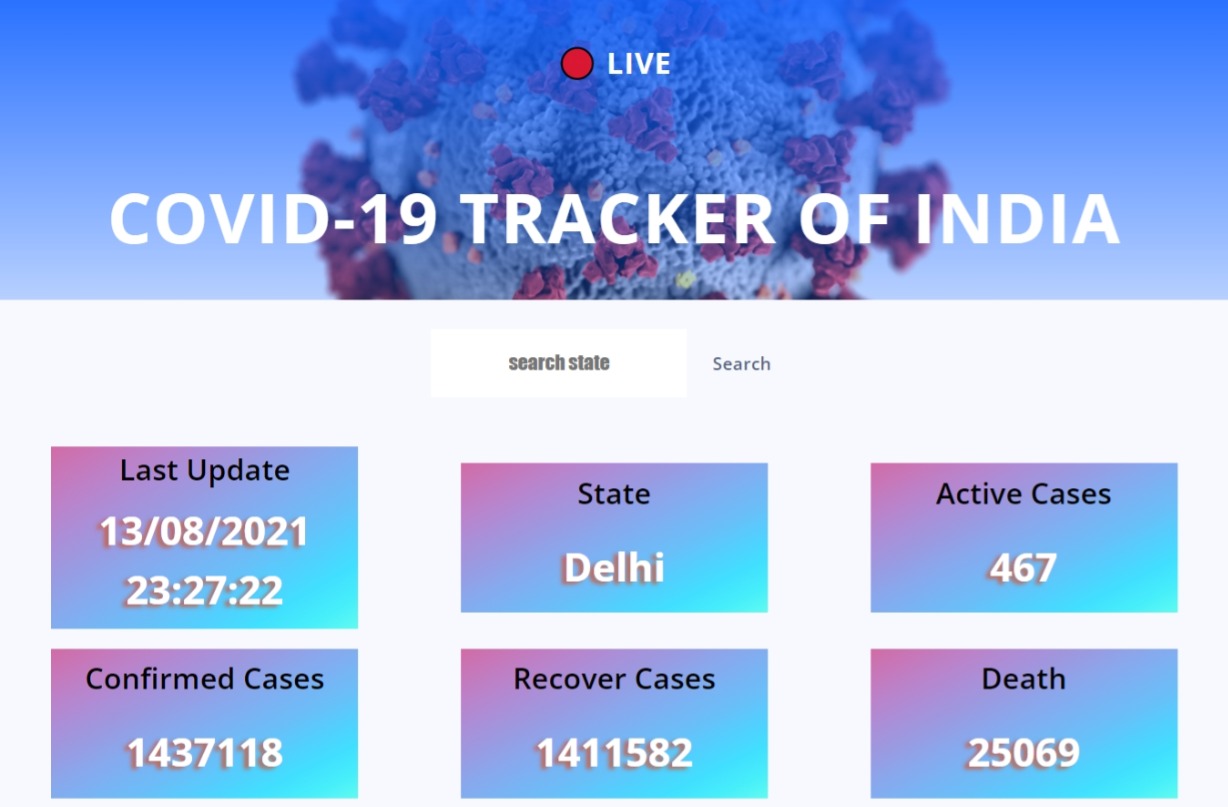 LIVE
COVID-19 TRACKER OF INDIA
search state
Search
Last Update
13/08/2021
23:27:22
State
Delhi
Active Cases
467
Confirmed Cases
1437118
Recover Cases
1411582
Death
25069